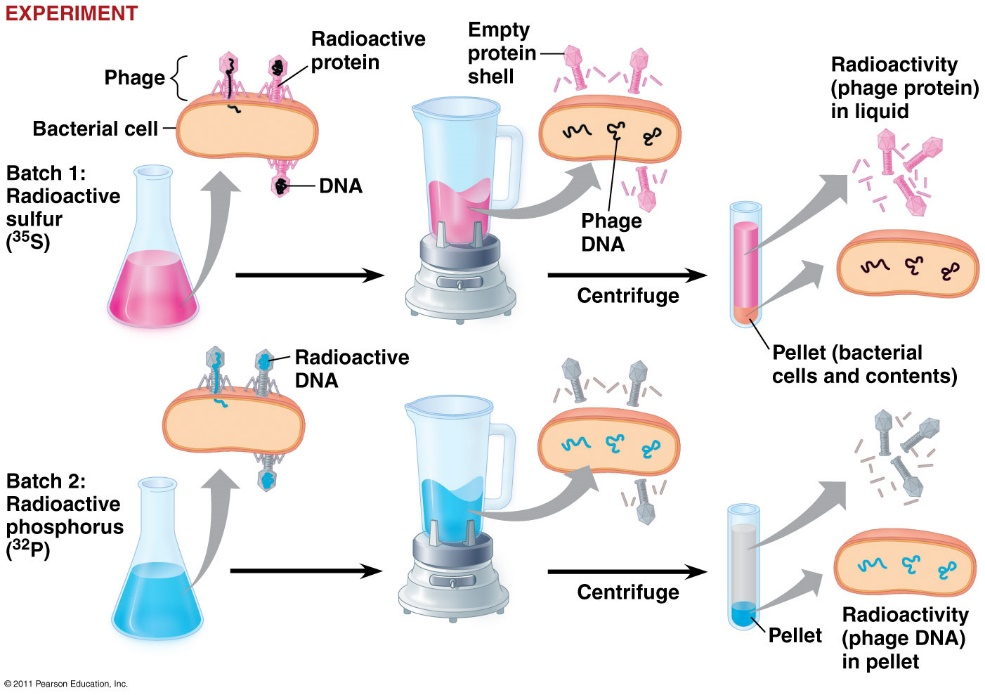 EXPERIMENT
Phage
Radioactive
protein
Bacterial cell
DNA
Batch 1:
Radioactive
sulfur
(³⁵S)
Empty
protein
shell
Phage
DNA
Centrifuge
Radioactivity
(phage protein)
in liquid
Pellet (bacterial
cells and contents)
Radioactive
DNA
Batch 2:
Radioactive
phosphorus
(³²P)
Centrifuge
Pellet
Radioactivity
(phage DNA)
in pellet
© 2011 Pearson Education, Inc.